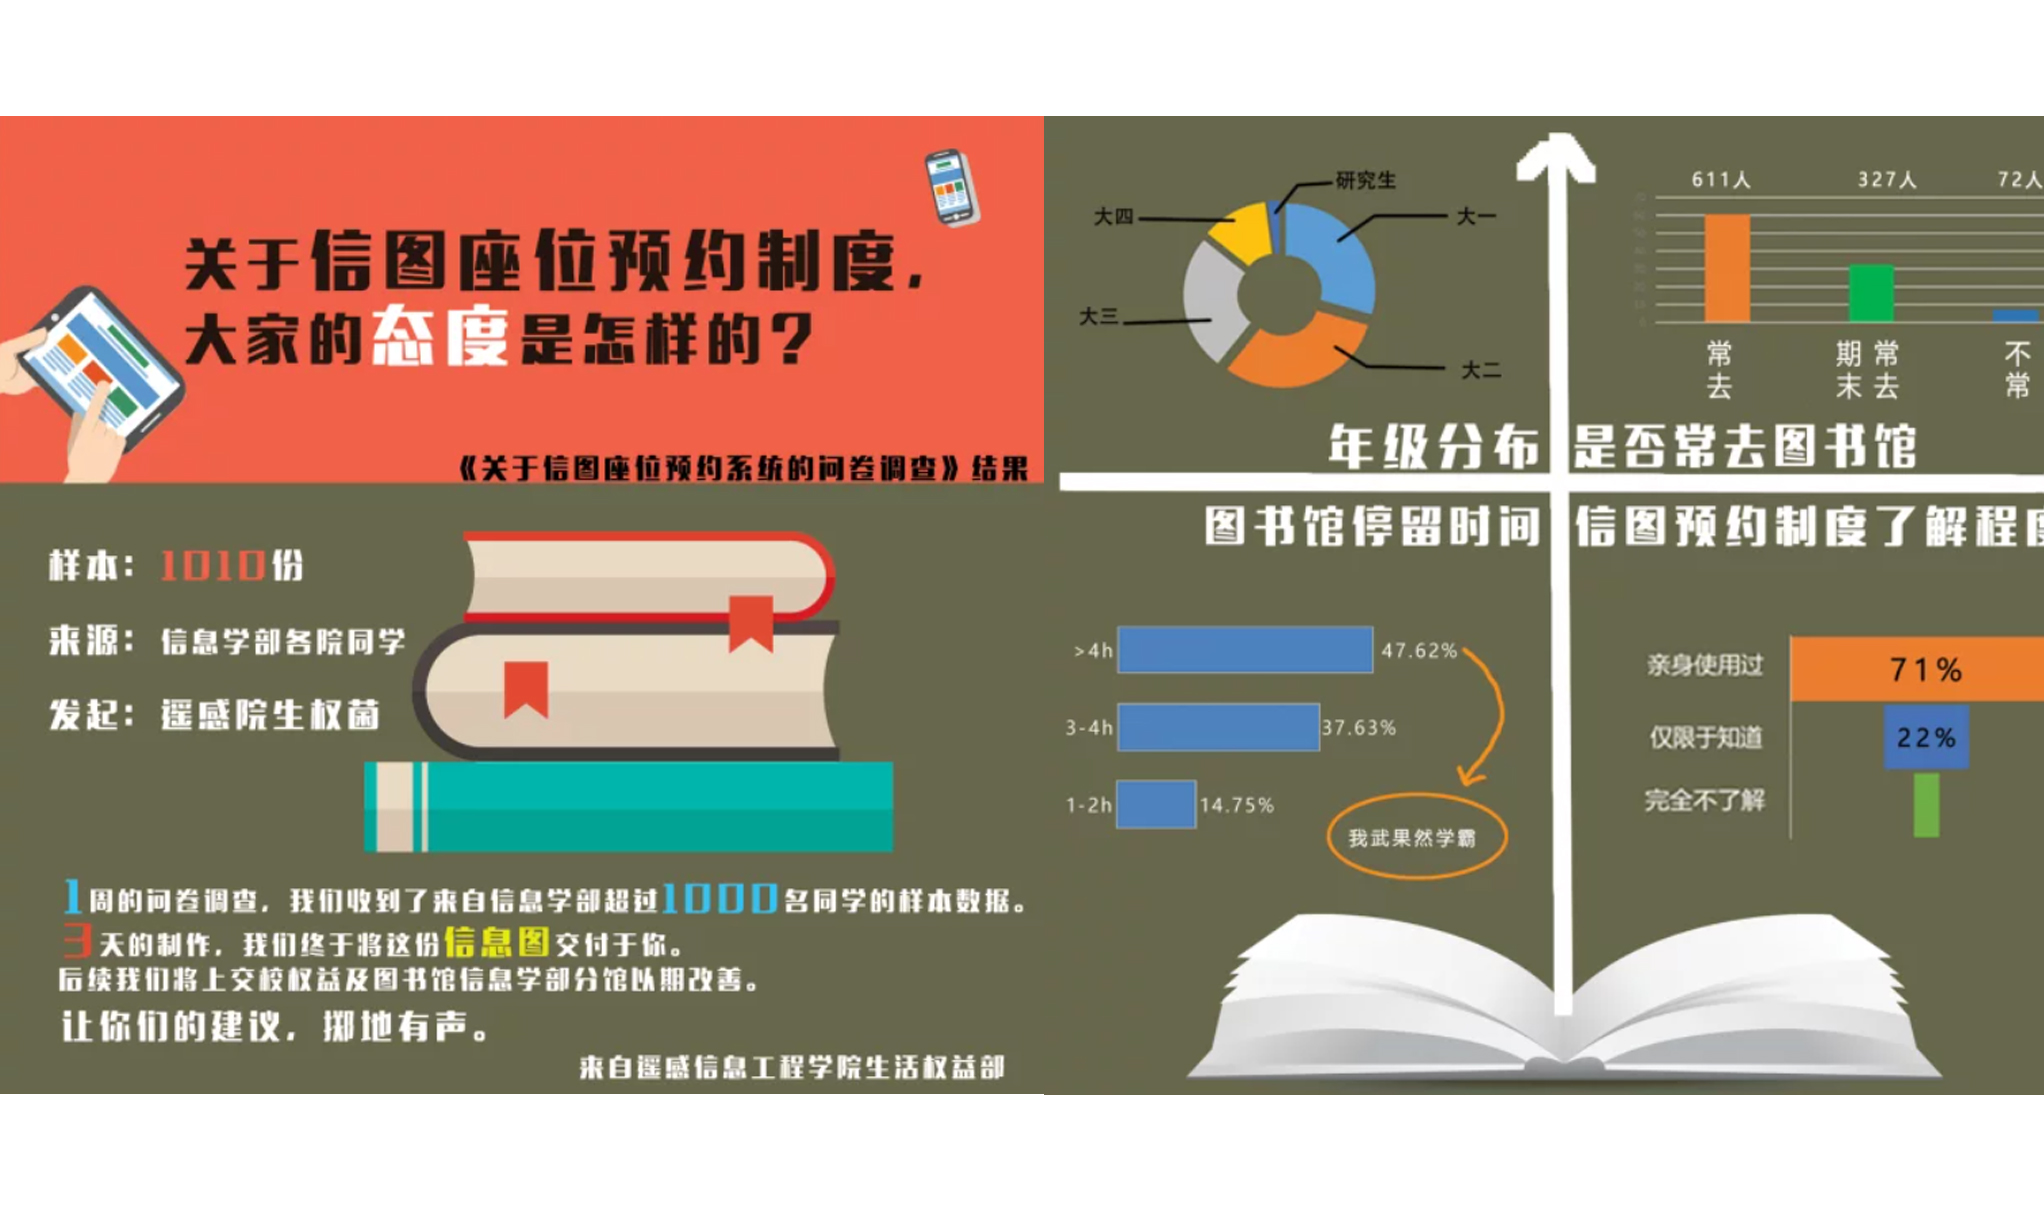 关于信图座位预约制度，
大家的态度是怎样的？
《关于信图座位预约系统的问卷调查》结果
样本：1010份
来源：信息学部各院同学
发起：遥感院生权菌
1周的问卷调查，我们收到了来自信息学部超过1000名同学的样本数据。
3天的制作，我们终于将这份信息图交付于你。
后续我们将上交校权益及图书馆信息学部分馆以期改善。
让你们的建议，掷地有声。
来自遥感信息工程学院生活权益部
研究生
大四
大一
大三
大二
年级分布
611人 327人 72人
常去
期末常去
不常
是否常去图书馆
图书馆停留时间
>4h 47.62%
3-4h 37.63%
1-2h 14.75%
我武果然学霸
信图预约制度了解程度
亲身使用过 71%
仅限于知道 22%
完全不了解